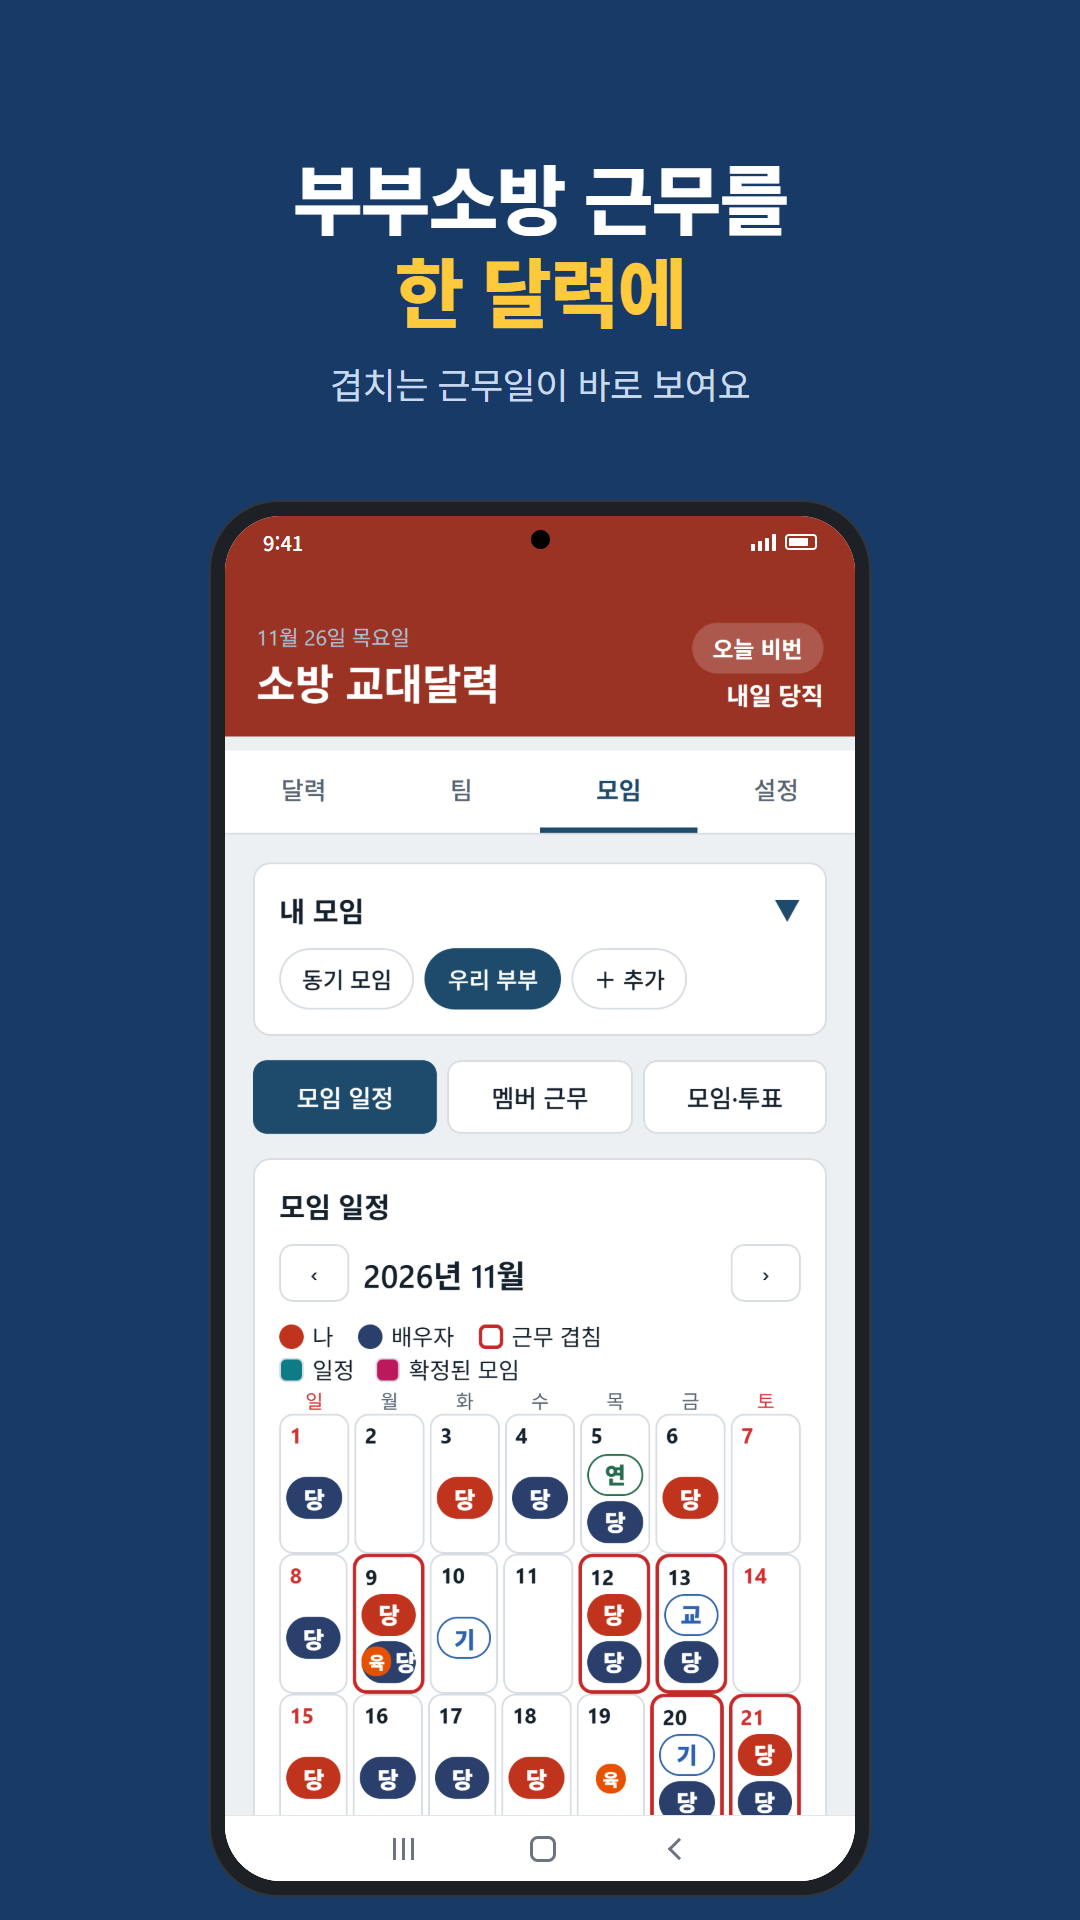 부부소방 근무를
한 달력에
겹치는 근무일이 바로 보여요
9:41
11월 26일 목요일
오늘 비번
소방 교대달력
내일 당직
달력 팀 모임 설정
내 모임 ▼
동기 모임 우리 부부 + 추가
모임 일정 멤버 근무 모임·투표
모임 일정
‹ 2026년 11월 ›
나 배우자 근무 겹침
일정 확정된 모임
일 월 화 수 목 금 토
1 2 3 4 5 6 7
연
당 당 당 당 당
8 9 10 11 12 13 14
당 당 교
당 육 당 기 당 당
15 16 17 18 19 20 21
기 당
당 당 당 당 육 당 당